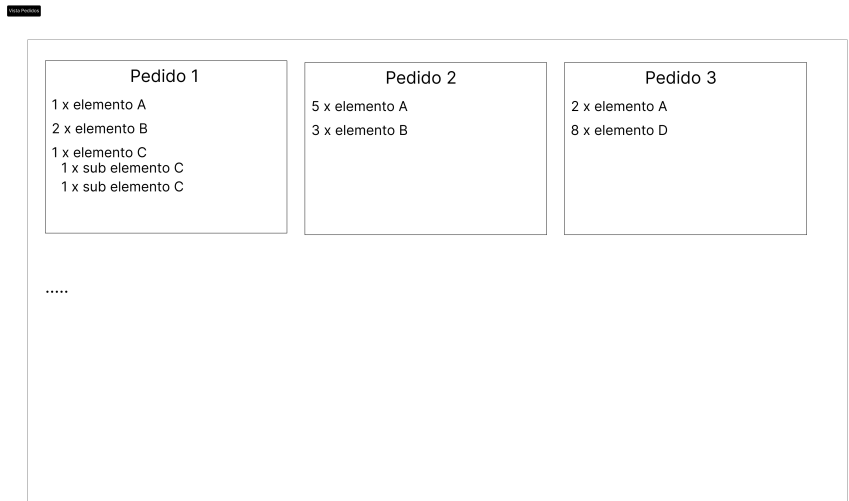 Vista Pedidos
Pedido 1
1 x elemento A
2 x elemento B
1 x elemento C
1 x sub elemento C
1 x sub elemento C
Pedido 2
5 x elemento A
3 x elemento B
Pedido 3
2 x elemento A
8 x elemento D
.....